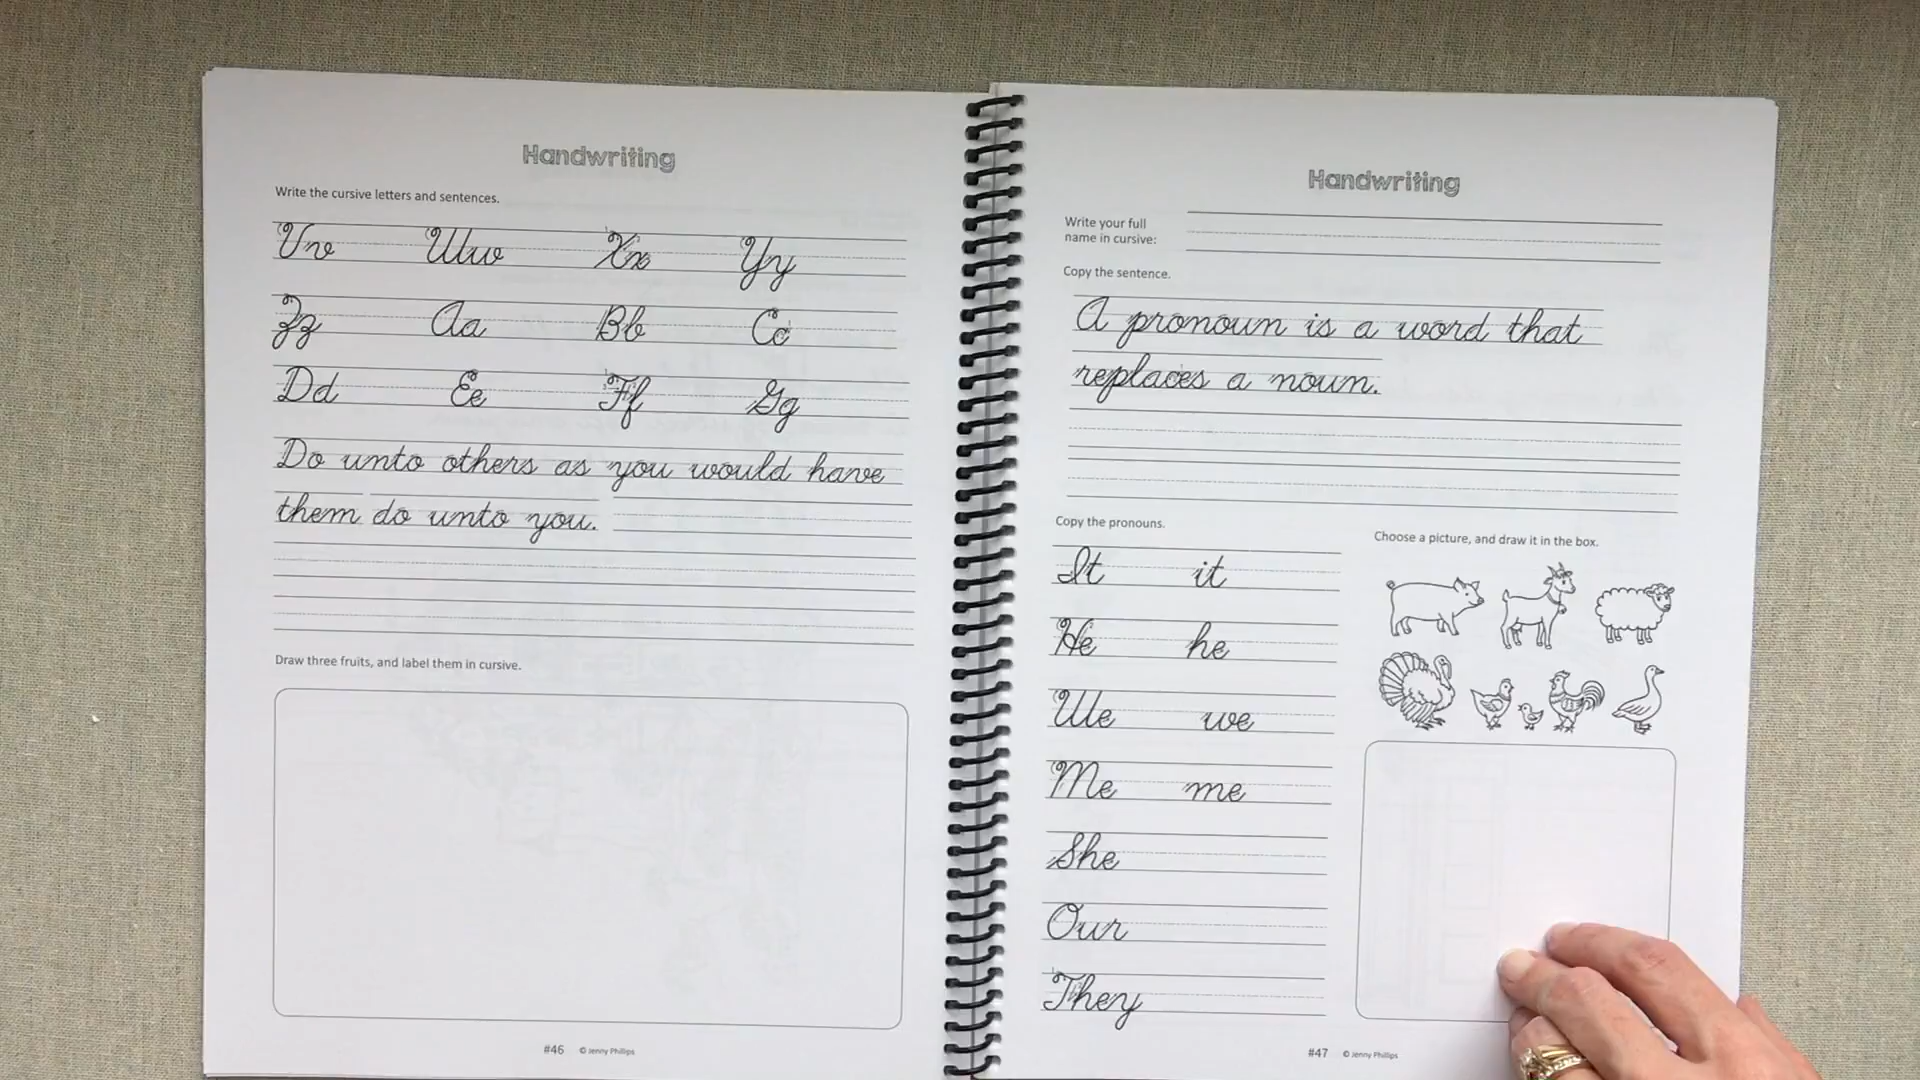 Handwriting
Write the cursive letters and sentences.
Vv Ww Xx Yy
Zz Aa Bb Cc
Dd Ee Ff Gg
Do unto others as you would have
them do unto you.
Draw three fruits, and label them in cursive.
#46 © Jenny Phillips
Handwriting
Write your full
name in cursive:
Copy the sentence.
A pronoun is a word that
replaces a noun.
Copy the pronouns.
It it
He he
We we
Me me
She
Our
They
Choose a picture, and draw it in the box.
#47 © Jenny Phillips